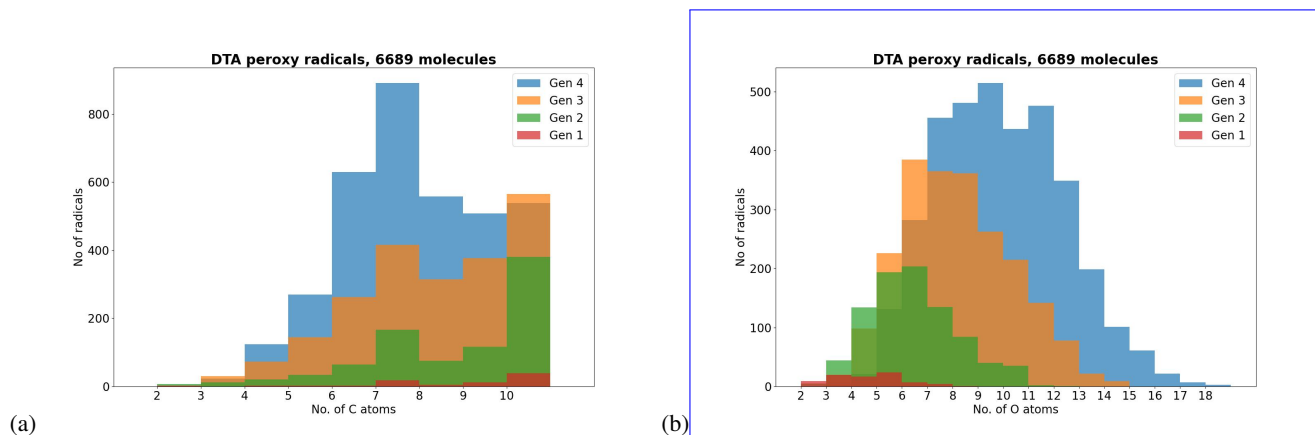 DTA peroxy radicals, 6689 molecules
Gen 4
Gen 3
Gen 2
Gen 1
800
600
400
200
0
No of radicals
2 3 4 5 6 7 8 9 10
No. of C atoms
(a)
DTA peroxy radicals, 6689 molecules
Gen 4
Gen 3
Gen 2
Gen 1
500
400
300
200
100
0
No of radicals
2 3 4 5 6 7 8 9 10 11 12 13 14 15 16 17 18
No. of O atoms
(b)